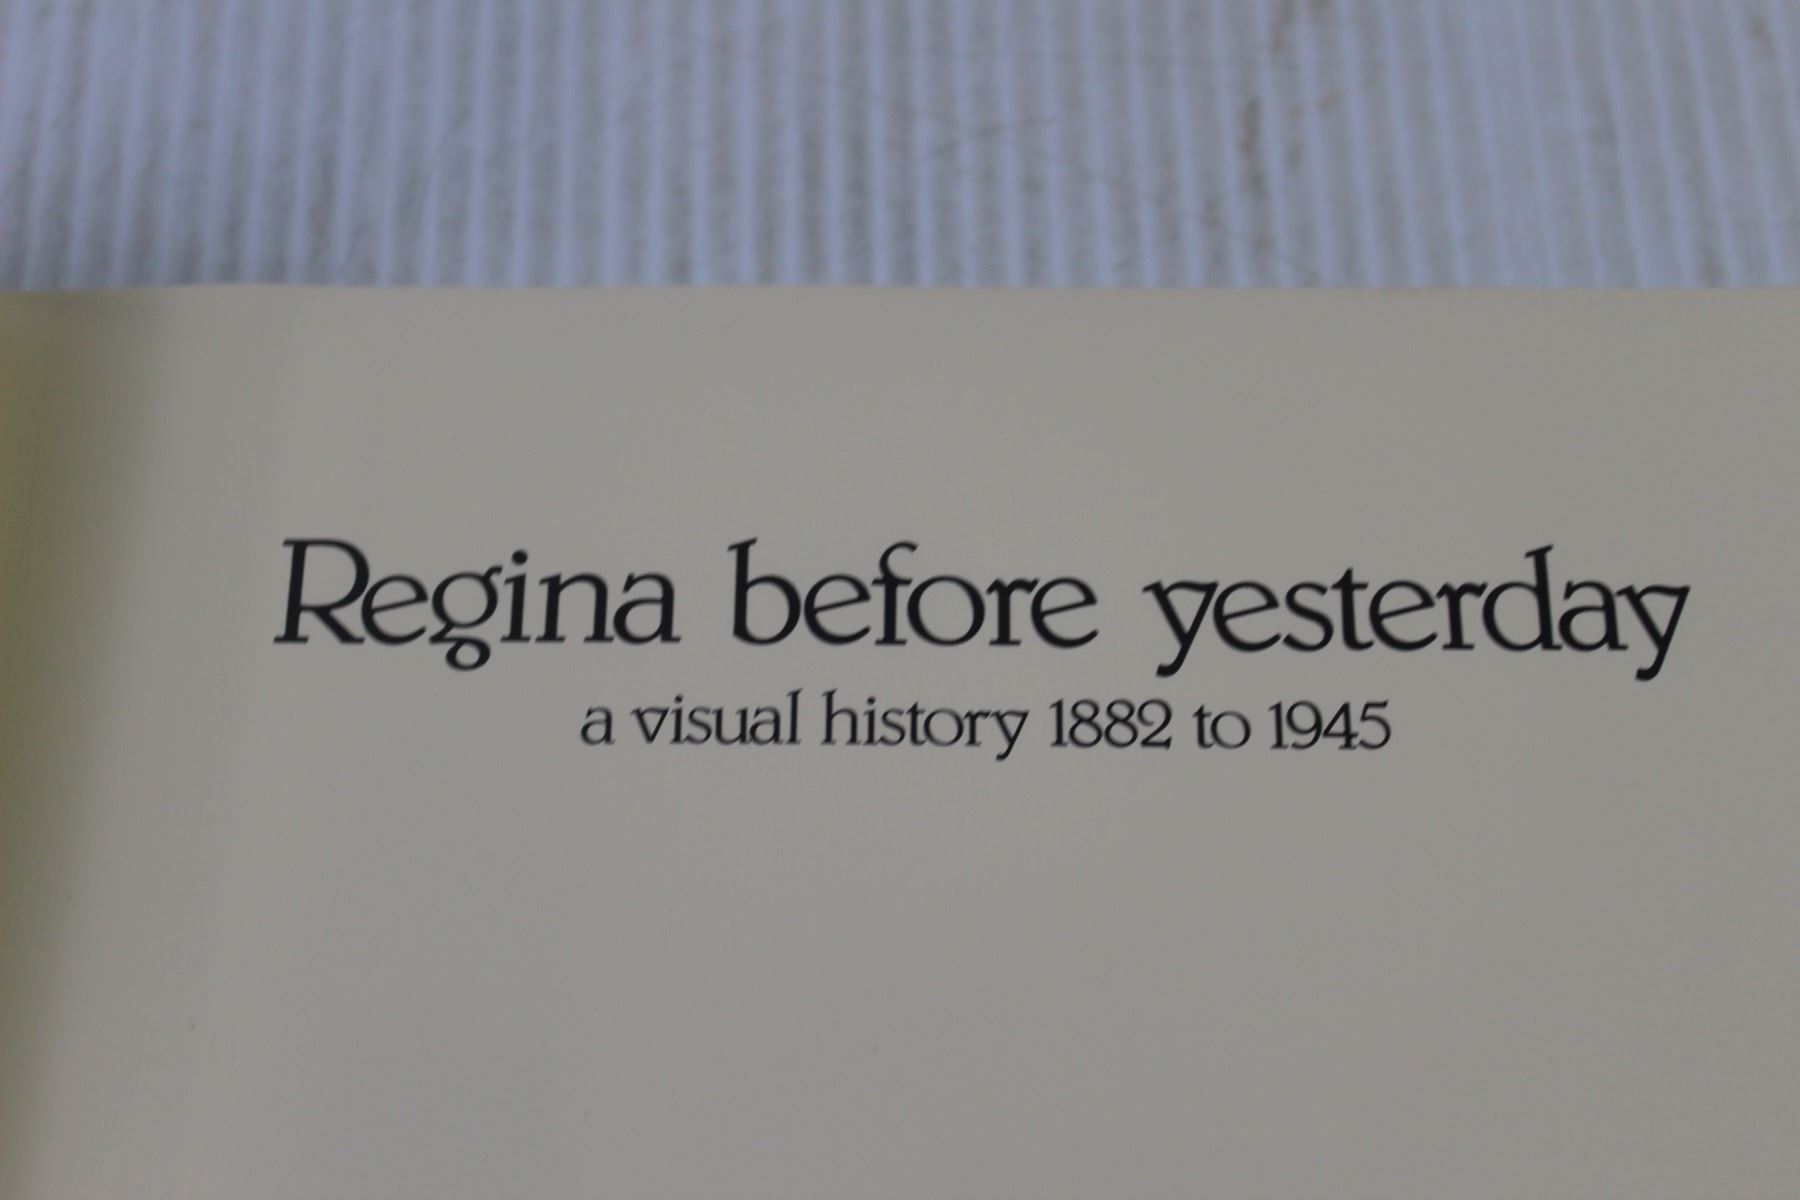 Regina before yesterday
a visual history 1882 to 1945